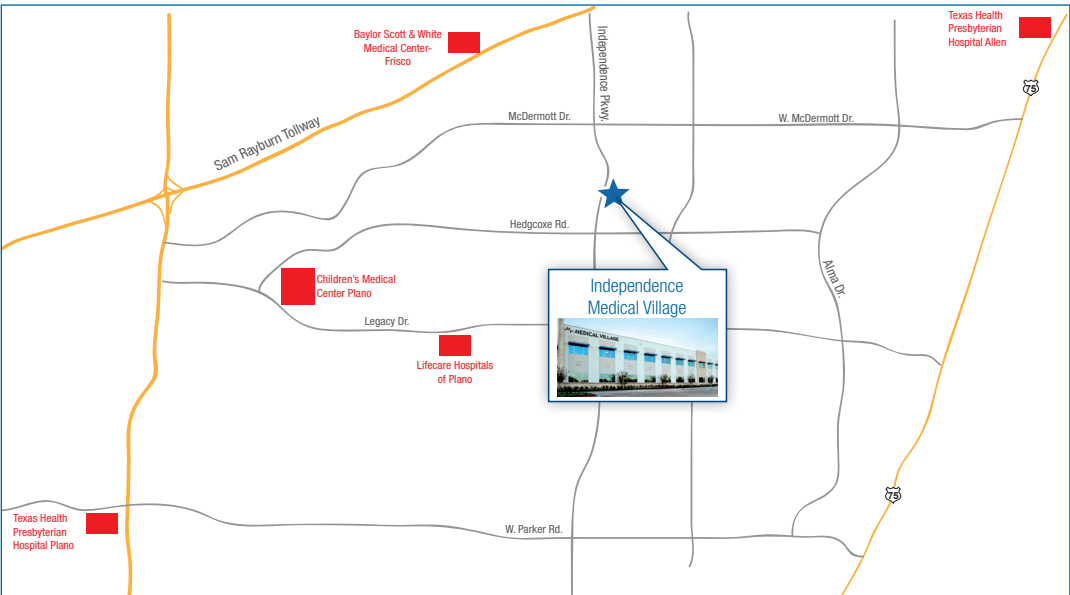 Baylor Scott & White
Medical Center-
Frisco
Texas Health
Presbyterian
Hospital Allen
Independence Pkwy.
75
McDermott Dr.
W. McDermott Dr.
Sam Rayburn Tollway
Hedgcoxe Rd.
Alma Dr.
Children's Medical
Center Plano
Independence
Medical Village
MEDICAL VILLAGE
Legacy Dr.
Lifecare Hospitals
of Plano
75
Texas Health
Presbyterian
Hospital Plano
W. Parker Rd.